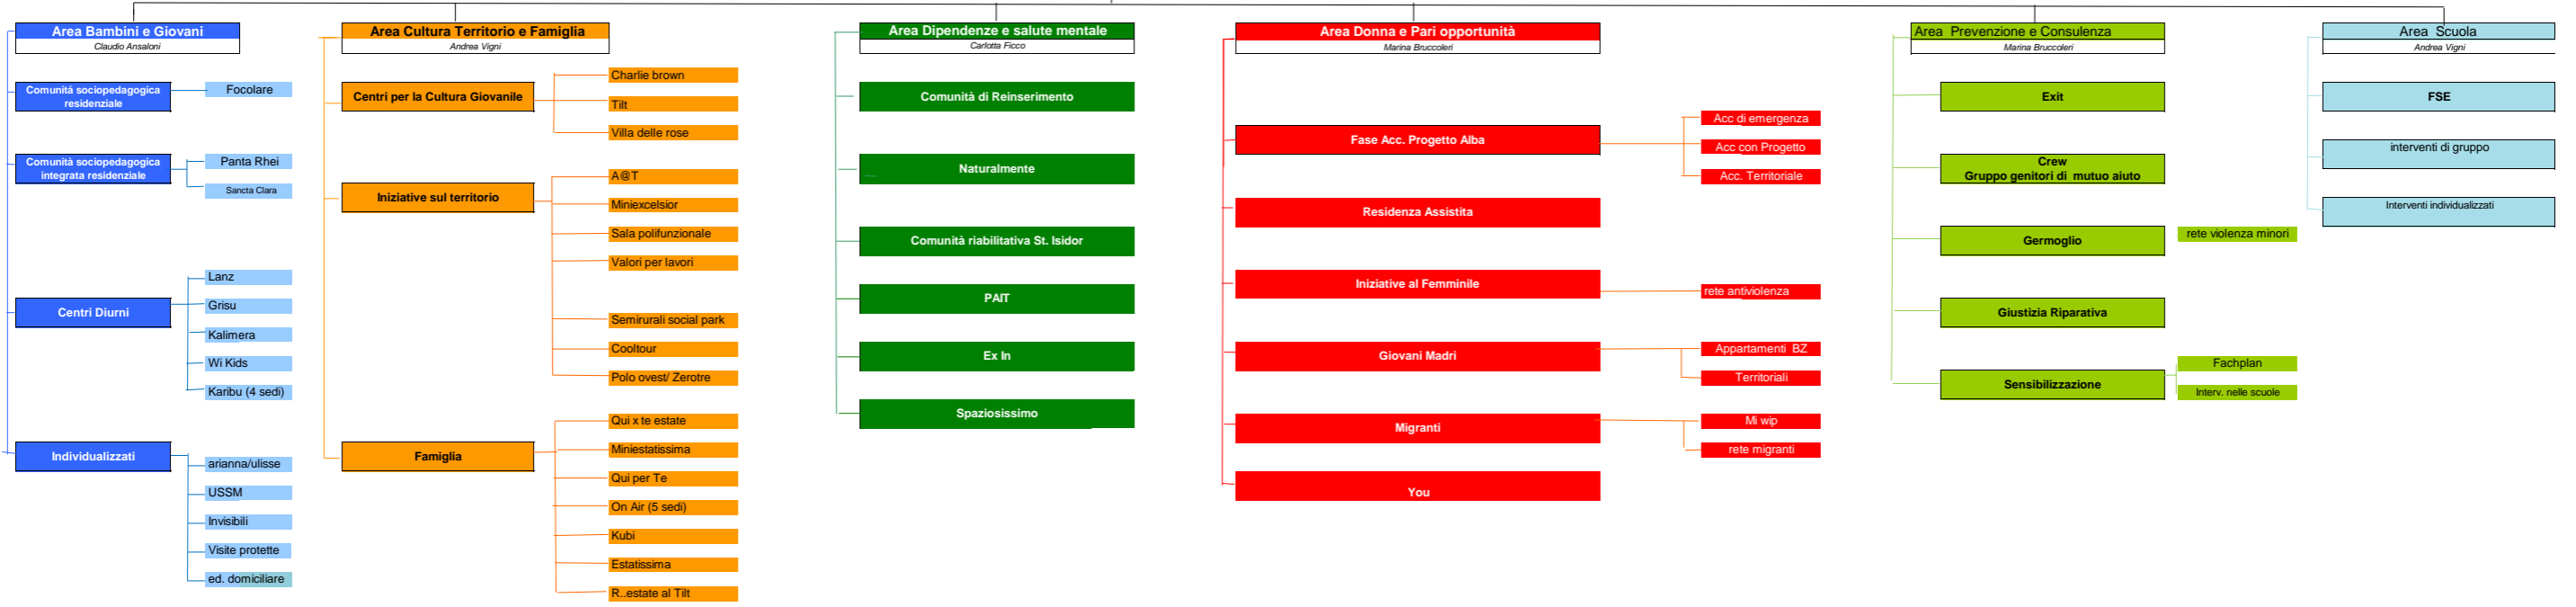 Area Bambini e Giovani
Claudio Ansaloni
Comunità sociopedagogica
residenziale
Focolare
Comunità sociopedagogica
integrata residenziale
Panta Rhei
Sancta Clara
Centri Diurni
Lanz
Grisu
Kalimera
Wi Kids
Karibu (4 sedi)
Individualizzati
arianna/ulisse
USSM
Invisibili
Visite protette
ed. domiciliare
Area Cultura Territorio e Famiglia
Andrea Vigni
Centri per la Cultura Giovanile
Charlie brown
Tilt
Villa delle rose
Iniziative sul territorio
A@T
Miniexcelsior
Sala polifunzionale
Valori per lavori
Semirurali social park
Cooltour
Polo ovest/ Zerotre
Famiglia
Qui x te estate
Miniestatissima
Qui per Te
On Air (5 sedi)
Kubi
Estatissima
R..estate al Tilt
Area Dipendenze e salute mentale
Carlotta Ficco
Comunità di Reinserimento
Naturalmente
Comunità riabilitativa St. Isidor
PAIT
Ex In
Spaziosissimo
Area Donna e Pari opportunità
Marina Bruccoleri
Fase Acc. Progetto Alba
Acc di emergenza
Acc con Progetto
Acc. Territoriale
Residenza Assistita
Iniziative al Femminile
rete antiviolenza
Giovani Madri
Appartamenti BZ
Territoriali
Migranti
Mi wip
rete migranti
You
Area Prevenzione e Consulenza
Marina Bruccoleri
Exit
Crew
Gruppo genitori di mutuo aiuto
Germoglio
rete violenza minori
Giustizia Riparativa
Sensibilizzazione
Fachplan
Interv. nelle scuole
Area Scuola
Andrea Vigni
FSE
interventi di gruppo
Interventi individualizzati